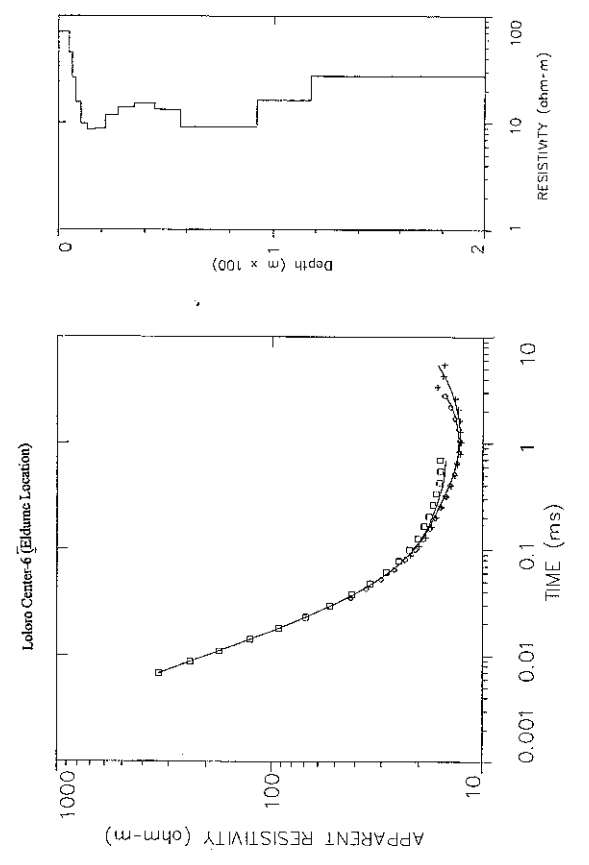 Loloro Center-6 (Eldume Location)
1000
100
10
APPARENT RESISTIVITY (ohm-m)
0.001
0.01
0.1
1
10
TIME (ms)
0
1
2
Depth (m x 100)
1
10
100
RESISTIVITY (ohm-m)